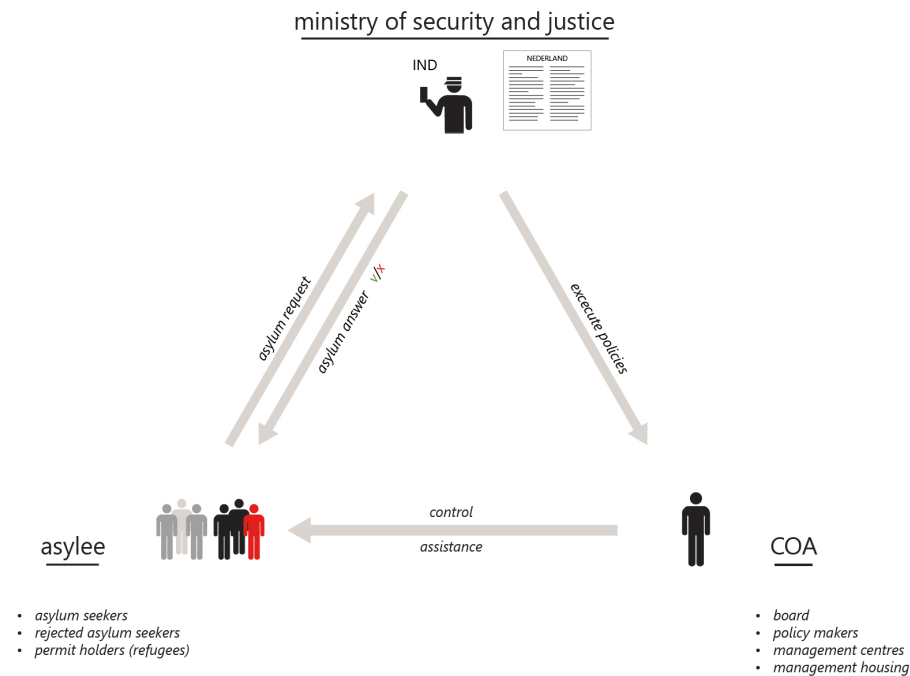 ministry of security and justice
IND
NEDERLAND
asylum request
asylum answer v/x
excecute policies
control
assistance
asylee
COA
• asylum seekers
• rejected asylum seekers
• permit holders (refugees)
• board
• policy makers
• management centres
• management housing